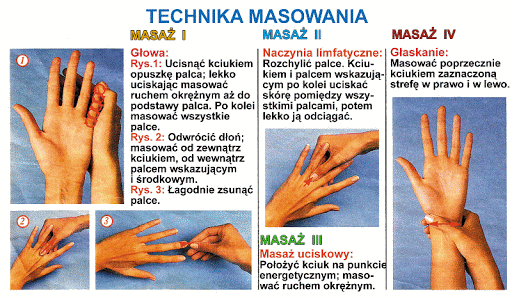 TECHNIKA MASOWANIA
MASAŻ I
Głowa:
Rys.1: Ucisnąć kciukiem
opuszkę palca; lekko
uciskając masować
ruchem okrężnym aż do
podstawy palca. Po kolei
masować wszystkie
palce.
Rys. 2: Odwrócić dłoń;
masować od zewnątrz
kciukiem, od wewnątrz
palcem wskazującym
i środkowym.
Rys. 3: Łagodnie zsunąć
palce.
1
2
3
MASAŻ II
Naczynia limfatyczne:
Rozchylić palce. Kciu-
kiem i palcem wskazują-
cym po kolei uciskać
skórę pomiędzy wszy-
stkimi palcami, potem
lekko ją odciągać.
MASAŻ III
Masaż uciskowy:
Położyć kciuk na punkcie
energetycznym; maso-
wać ruchem okrężnym.
MASAŻ IV
Głaskanie:
Masować poprzecznie
kciukiem zaznaczoną
strefę w prawo i w lewo.